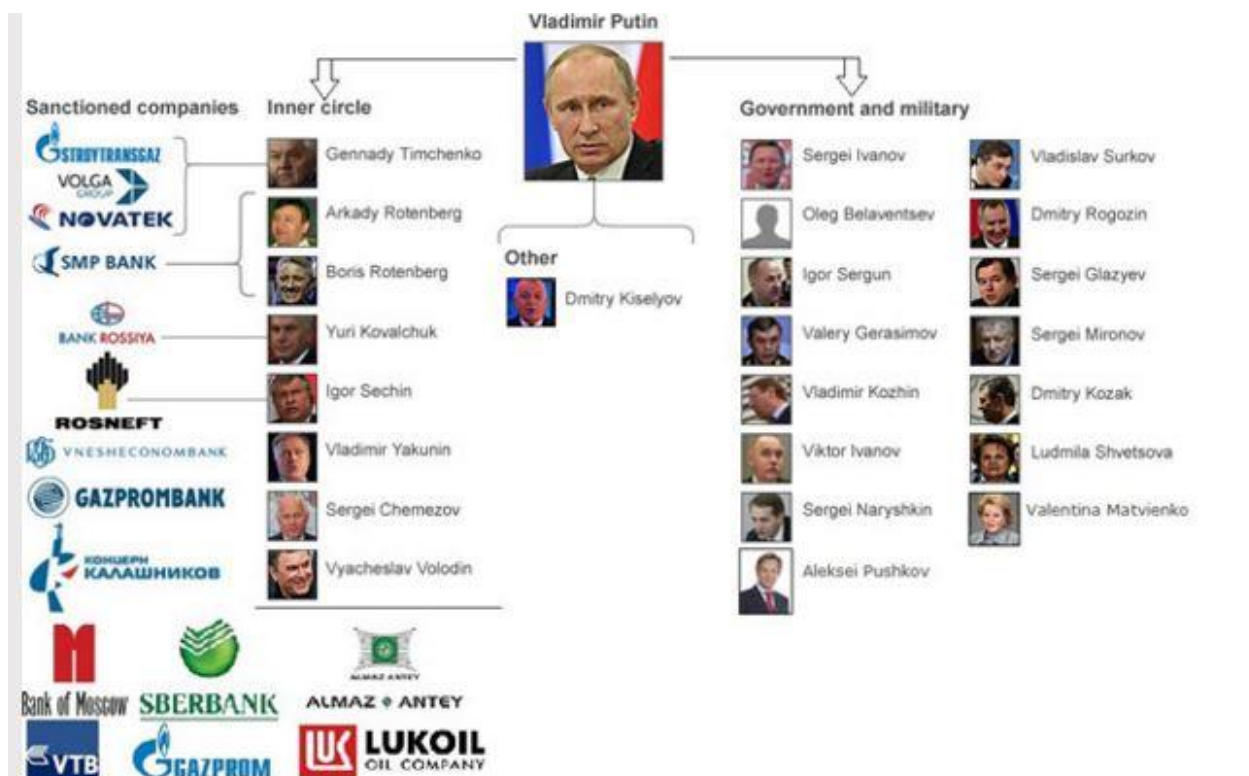 Vladimir Putin
Sanctioned companies
Inner circle
Government and military
STROYTRANSGAZ
VOLGA
GROUP
NOVATEK
SMP BANK
BANK ROSSIYA
ROSNEFT
VNESHECONOMBANK
GAZPROMBANK
КОНЦЕРН
КАЛАШНИКОВ
Gennady Timchenko
Arkady Rotenberg
Boris Rotenberg
Yuri Kovalchuk
Igor Sechin
Vladimir Yakunin
Sergei Chemezov
Vyacheslav Volodin
Other
Dmitry Kiselyov
Sergei Ivanov
Oleg Belaventsev
Igor Sergun
Valery Gerasimov
Vladimir Kozhin
Viktor Ivanov
Sergei Naryshkin
Aleksei Pushkov
Vladislav Surkov
Dmitry Rogozin
Sergei Glazyev
Sergei Mironov
Dmitry Kozak
Ludmila Shvetsova
Valentina Matvienko
Bank of Moscow
SBERBANK
ALMAZ ANTEY
ALMAZ ANTEY
VTB
GAZPROM
LUK
LUKOIL
OIL COMPANY